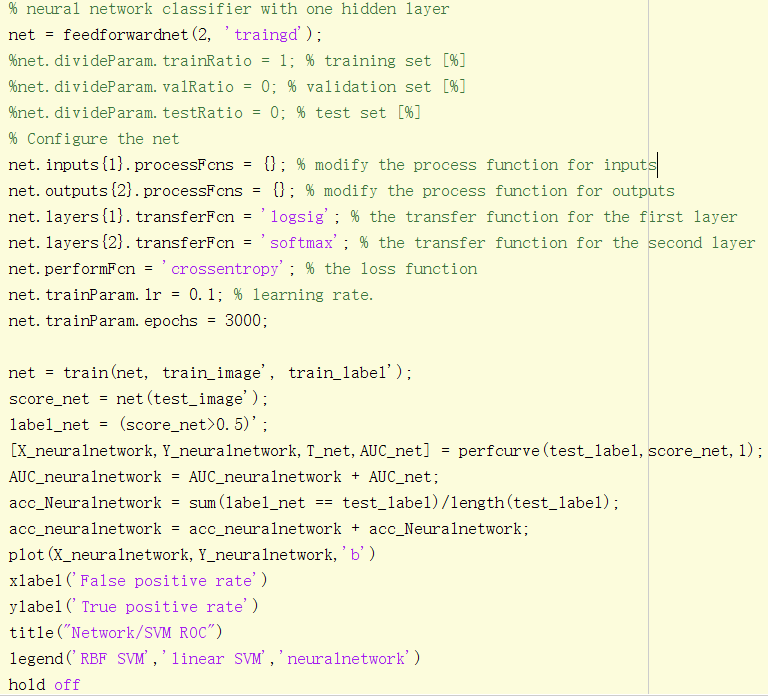 % neural network classifier with one hidden layer
net = feedforwardnet(2, 'traingd');
%net.divideParam.trainRatio = 1; % training set [%]
%net.divideParam.valRatio = 0; % validation set [%]
%net.divideParam.testRatio = 0; % test set [%]
% Configure the net
net.inputs{1}.processFcns = {}; % modify the process function for inputs
net.outputs{2}.processFcns = {}; % modify the process function for outputs
net.layers{1}.transferFcn = 'logsig'; % the transfer function for the first layer
net.layers{2}.transferFcn = 'softmax'; % the transfer function for the second layer
net.performFcn = 'crossentropy'; % the loss function
net.trainParam.lr = 0.1; % learning rate.
net.trainParam.epochs = 3000;
net = train(net, train_image', train_label');
score_net = net(test_image');
label_net = (score_net>0.5)';
[X_neuralnetwork,Y_neuralnetwork,T_net,AUC_net] = perfcurve(test_label,score_net,1);
AUC_neuralnetwork = AUC_neuralnetwork + AUC_net;
acc_Neuralnetwork = sum(label_net == test_label)/length(test_label);
acc_neuralnetwork = acc_neuralnetwork + acc_Neuralnetwork;
plot(X_neuralnetwork,Y_neuralnetwork,'b')
xlabel('False positive rate')
ylabel('True positive rate')
title("Network/SVM ROC")
legend('RBF SVM','linear SVM','neuralnetwork')
hold off